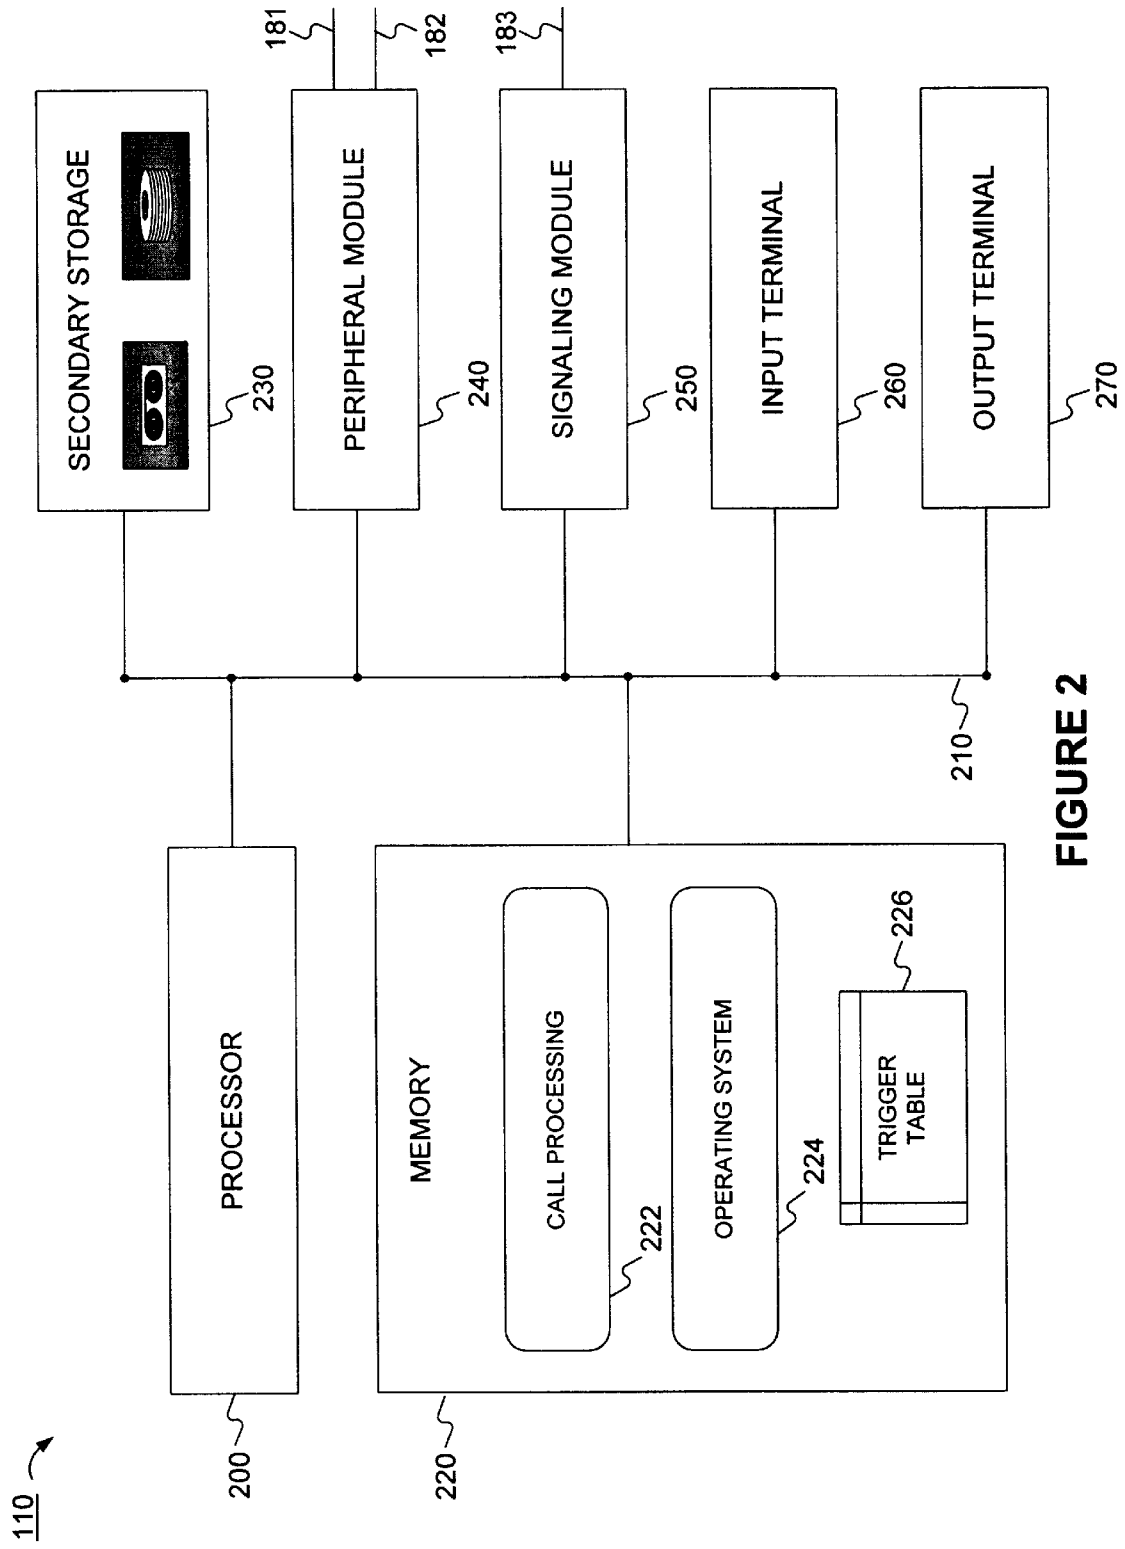 110
PROCESSOR
200
MEMORY
220
CALL PROCESSING
222
OPERATING SYSTEM
224
TRIGGER
TABLE
226
210
SECONDARY STORAGE
230
181
182
PERIPHERAL MODULE
240
183
SIGNALING MODULE
250
INPUT TERMINAL
260
OUTPUT TERMINAL
270
FIGURE 2